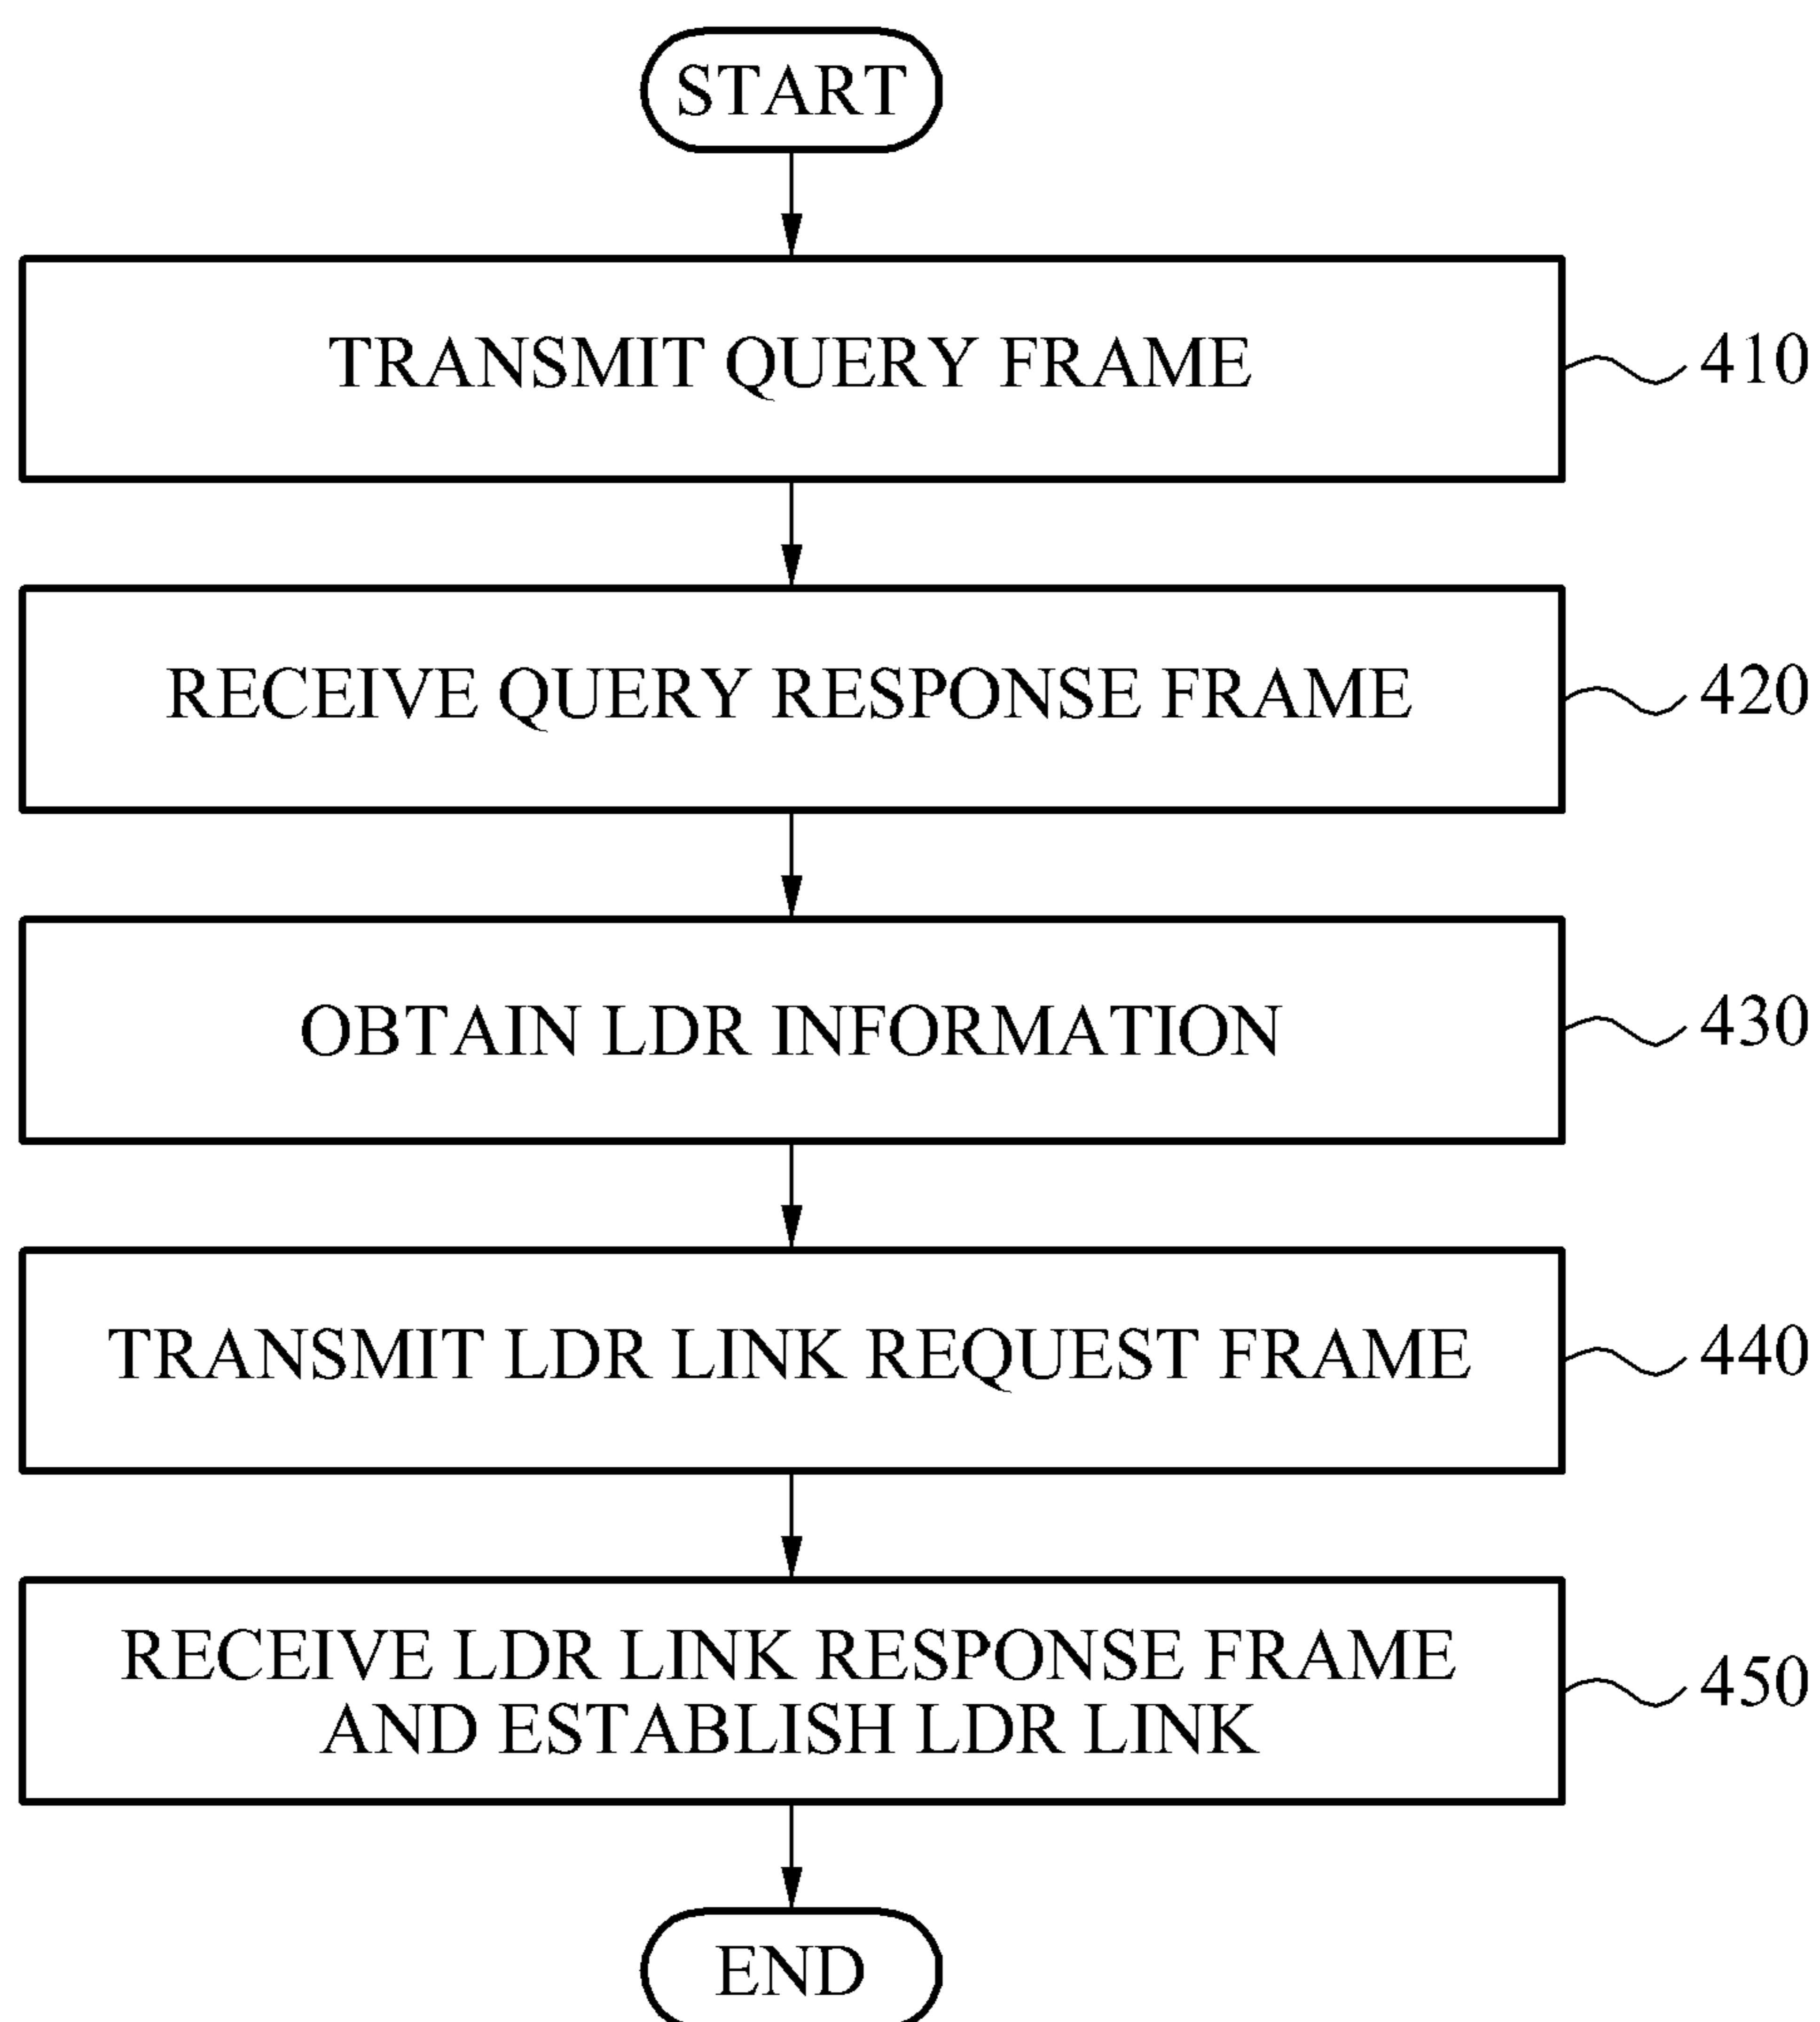 START
TRANSMIT QUERY FRAME
410
RECEIVE QUERY RESPONSE FRAME
420
OBTAIN LDR INFORMATION
430
TRANSMIT LDR LINK REQUEST FRAME
440
RECEIVE LDR LINK RESPONSE FRAME
AND ESTABLISH LDR LINK
450
END